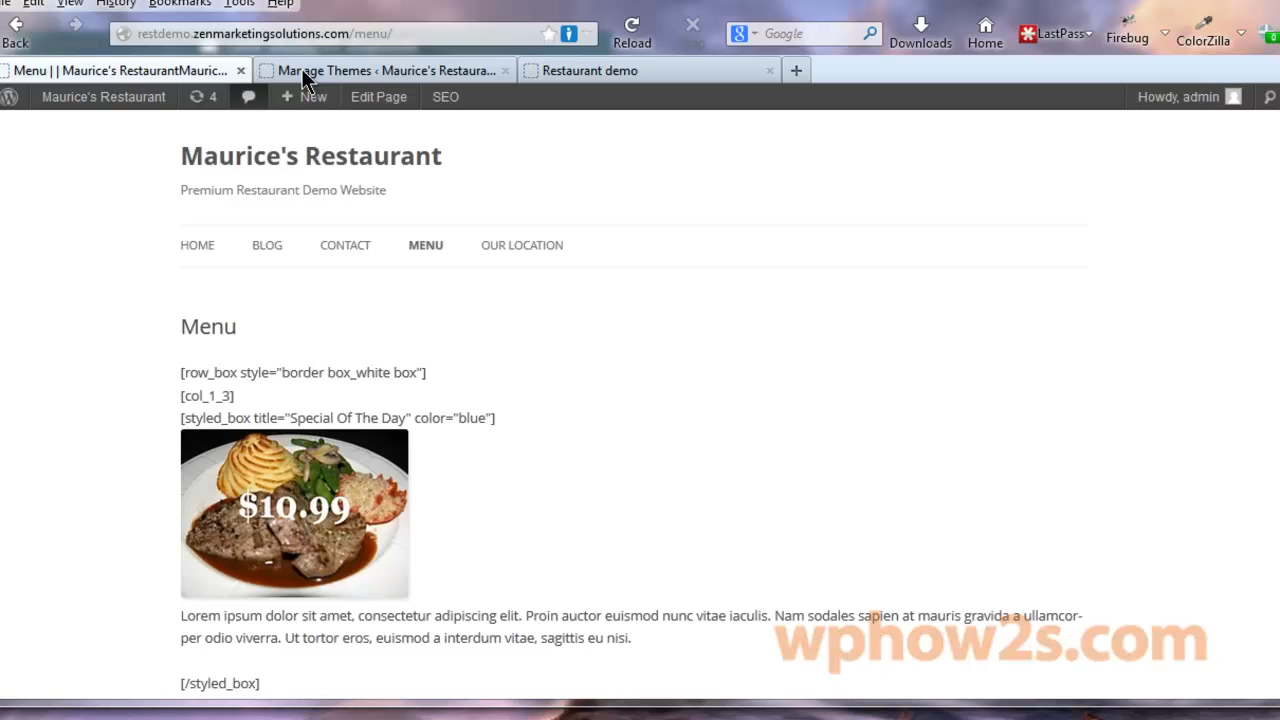 Edit View History Bookmarks Tools Help
Back
restdemo.zenmarketingsolutions.com/menu/
Reload
Google
Downloads
Home
LastPass
Firebug
ColorZilla
0
Menu | | Maurice's RestaurantMauric...
Manage Themes ‹ Maurice's Restaura...
Restaurant demo
Maurice's Restaurant
4
New
Edit Page
SEO
Howdy, admin
Maurice's Restaurant
Premium Restaurant Demo Website
HOME BLOG CONTACT MENU OUR LOCATION
Menu
[row_box style="border box_white box"]
[col_1_3]
[styled_box title="Special Of The Day" color="blue"]
$10.99
Lorem ipsum dolor sit amet, consectetur adipiscing elit. Proin auctor euismod nunc vitae iaculis. Nam sodales sapien at mauris gravida a ullamcor-
per odio viverra. Ut tortor eros, euismod a interdum vitae, sagittis eu nisi.
wphow2s.com
[/styled_box]